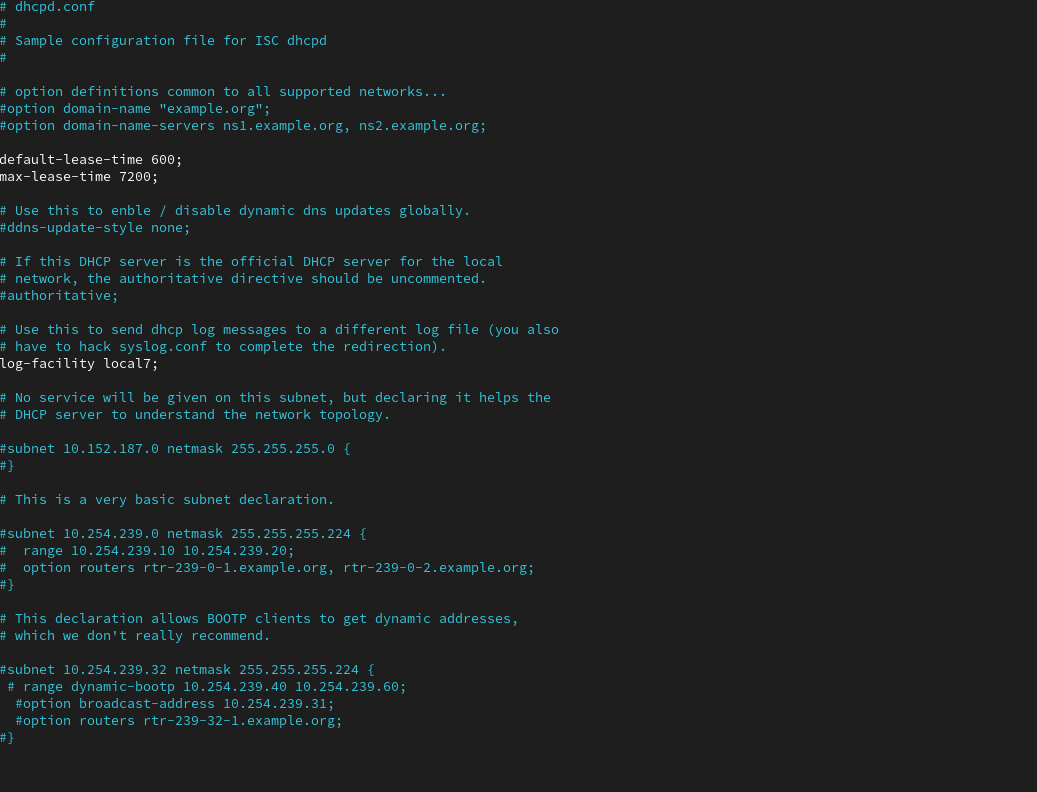 # dhcpd.conf
#
# Sample configuration file for ISC dhcpd
#
# option definitions common to all supported networks...
#option domain-name "example.org";
#option domain-name-servers ns1.example.org, ns2.example.org;
default-lease-time 600;
max-lease-time 7200;
# Use this to enble / disable dynamic dns updates globally.
#ddns-update-style none;
# If this DHCP server is the official DHCP server for the local
# network, the authoritative directive should be uncommented.
#authoritative;
# Use this to send dhcp log messages to a different log file (you also
# have to hack syslog.conf to complete the redirection).
log-facility local7;
# No service will be given on this subnet, but declaring it helps the
# DHCP server to understand the network topology.
#subnet 10.152.187.0 netmask 255.255.255.0 {
#}
# This is a very basic subnet declaration.
#subnet 10.254.239.0 netmask 255.255.255.224 {
#  range 10.254.239.10 10.254.239.20;
#  option routers rtr-239-0-1.example.org, rtr-239-0-2.example.org;
#}
# This declaration allows BOOTP clients to get dynamic addresses,
# which we don't really recommend.
#subnet 10.254.239.32 netmask 255.255.255.224 {
 # range dynamic-bootp 10.254.239.40 10.254.239.60;
  #option broadcast-address 10.254.239.31;
  #option routers rtr-239-32-1.example.org;
#}